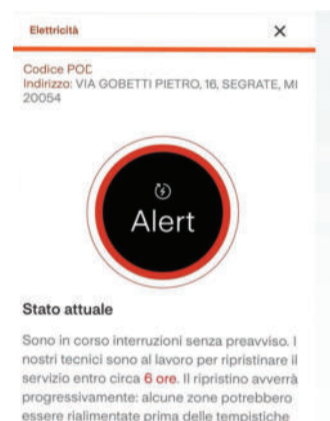 Elettricità
Codice POD
Indirizzo: VIA GOBETTI PIETRO, 16, SEGRATE, MI
20054
Alert
Stato attuale
Sono in corso interruzioni senza preavviso. I
nostri tecnici sono al lavoro per ripristinare il
servizio entro circa 6 ore. Il ripristino avverrà
progressivamente: alcune zone potrebbero
essere rialimentate prima delle tempistiche